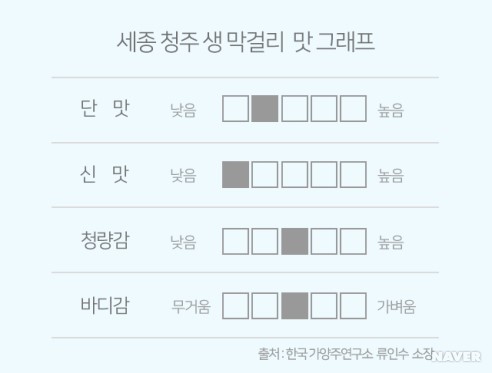 세종 청주 생 막걸리 맛 그래프
단 맛 낮음 높음
신 맛 낮음 높음
청량감 낮음 높음
바디감 무거움 가벼움
출처 : 한국가양주연구소 류인수 소장
NAVER